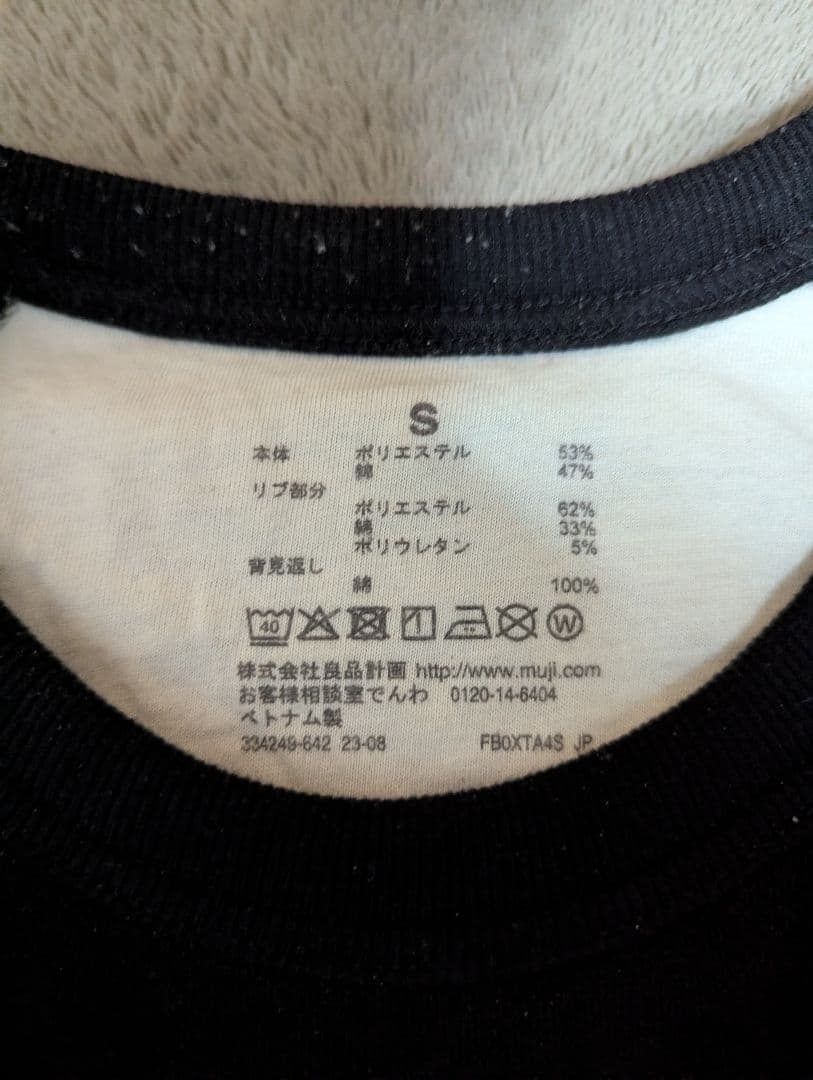 S
本体 ポリエステル 53%
綿 47%
リブ部分
ポリエステル 62%
綿 33%
ポリウレタン 5%
背見返し
綿 100%
40 W
株式会社良品計画 http://www.muji.com
お客様相談室でんわ 0120-14-6404
ベトナム製
334249-642 23-08 FB0XTA4S JP